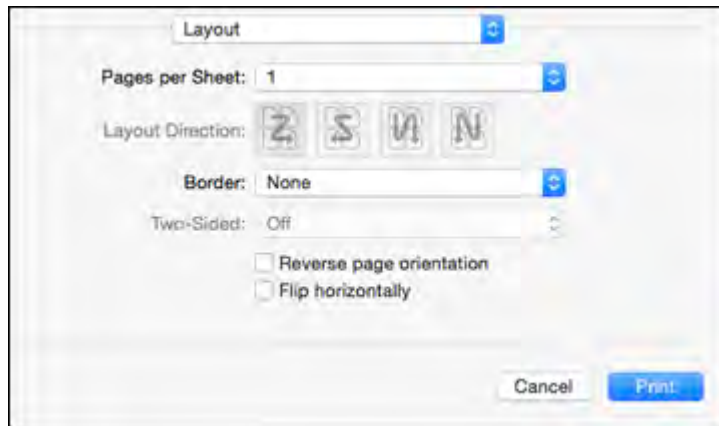 Layout
Pages per Sheet: 1
Layout Direction:
Border: None
Two-Sided: Off
Reverse page orientation
Flip horizontally
Cancel Print